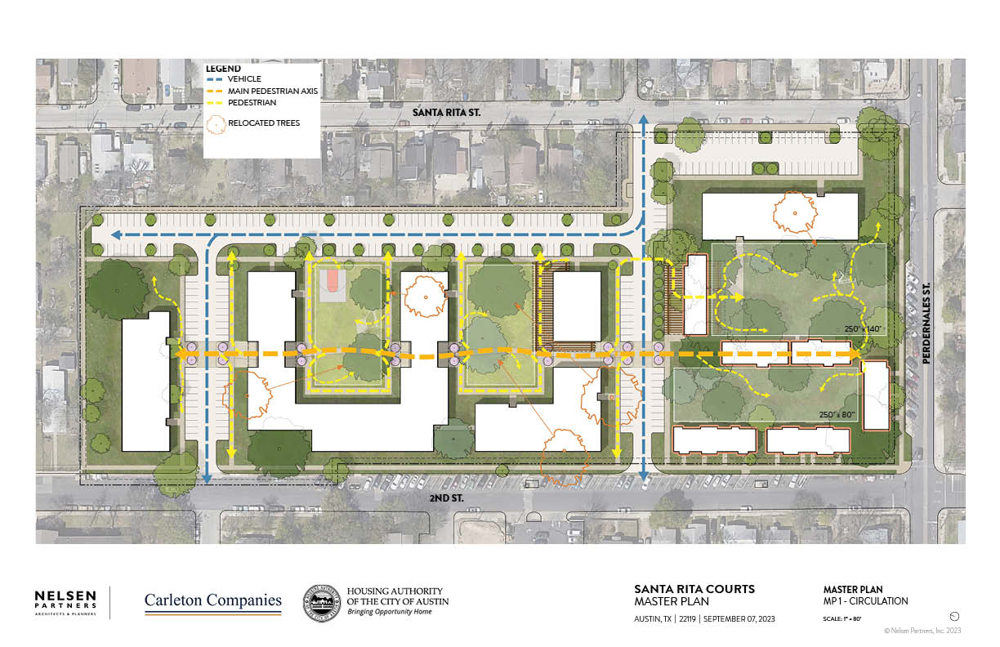 LEGEND
VEHICLE
MAIN PEDESTRIAN AXIS
PEDESTRIAN
RELOCATED TREES
SANTA RITA ST.
PERDERNALES ST.
250' x 140'
250' x 80'
2ND ST.
NELSEN
PARTNERS
ARCHITECTS & PLANNERS
Carleton Companies
HOUSING AUTHORITY
OF THE CITY OF AUSTIN
Bringing Opportunity Home
SANTA RITA COURTS
MASTER PLAN
AUSTIN, TX | 22119 | SEPTEMBER 07, 2023
MASTER PLAN
MP 1 - CIRCULATION
SCALE: 1" = 80'
© Nelsen Partners, Inc. 2023